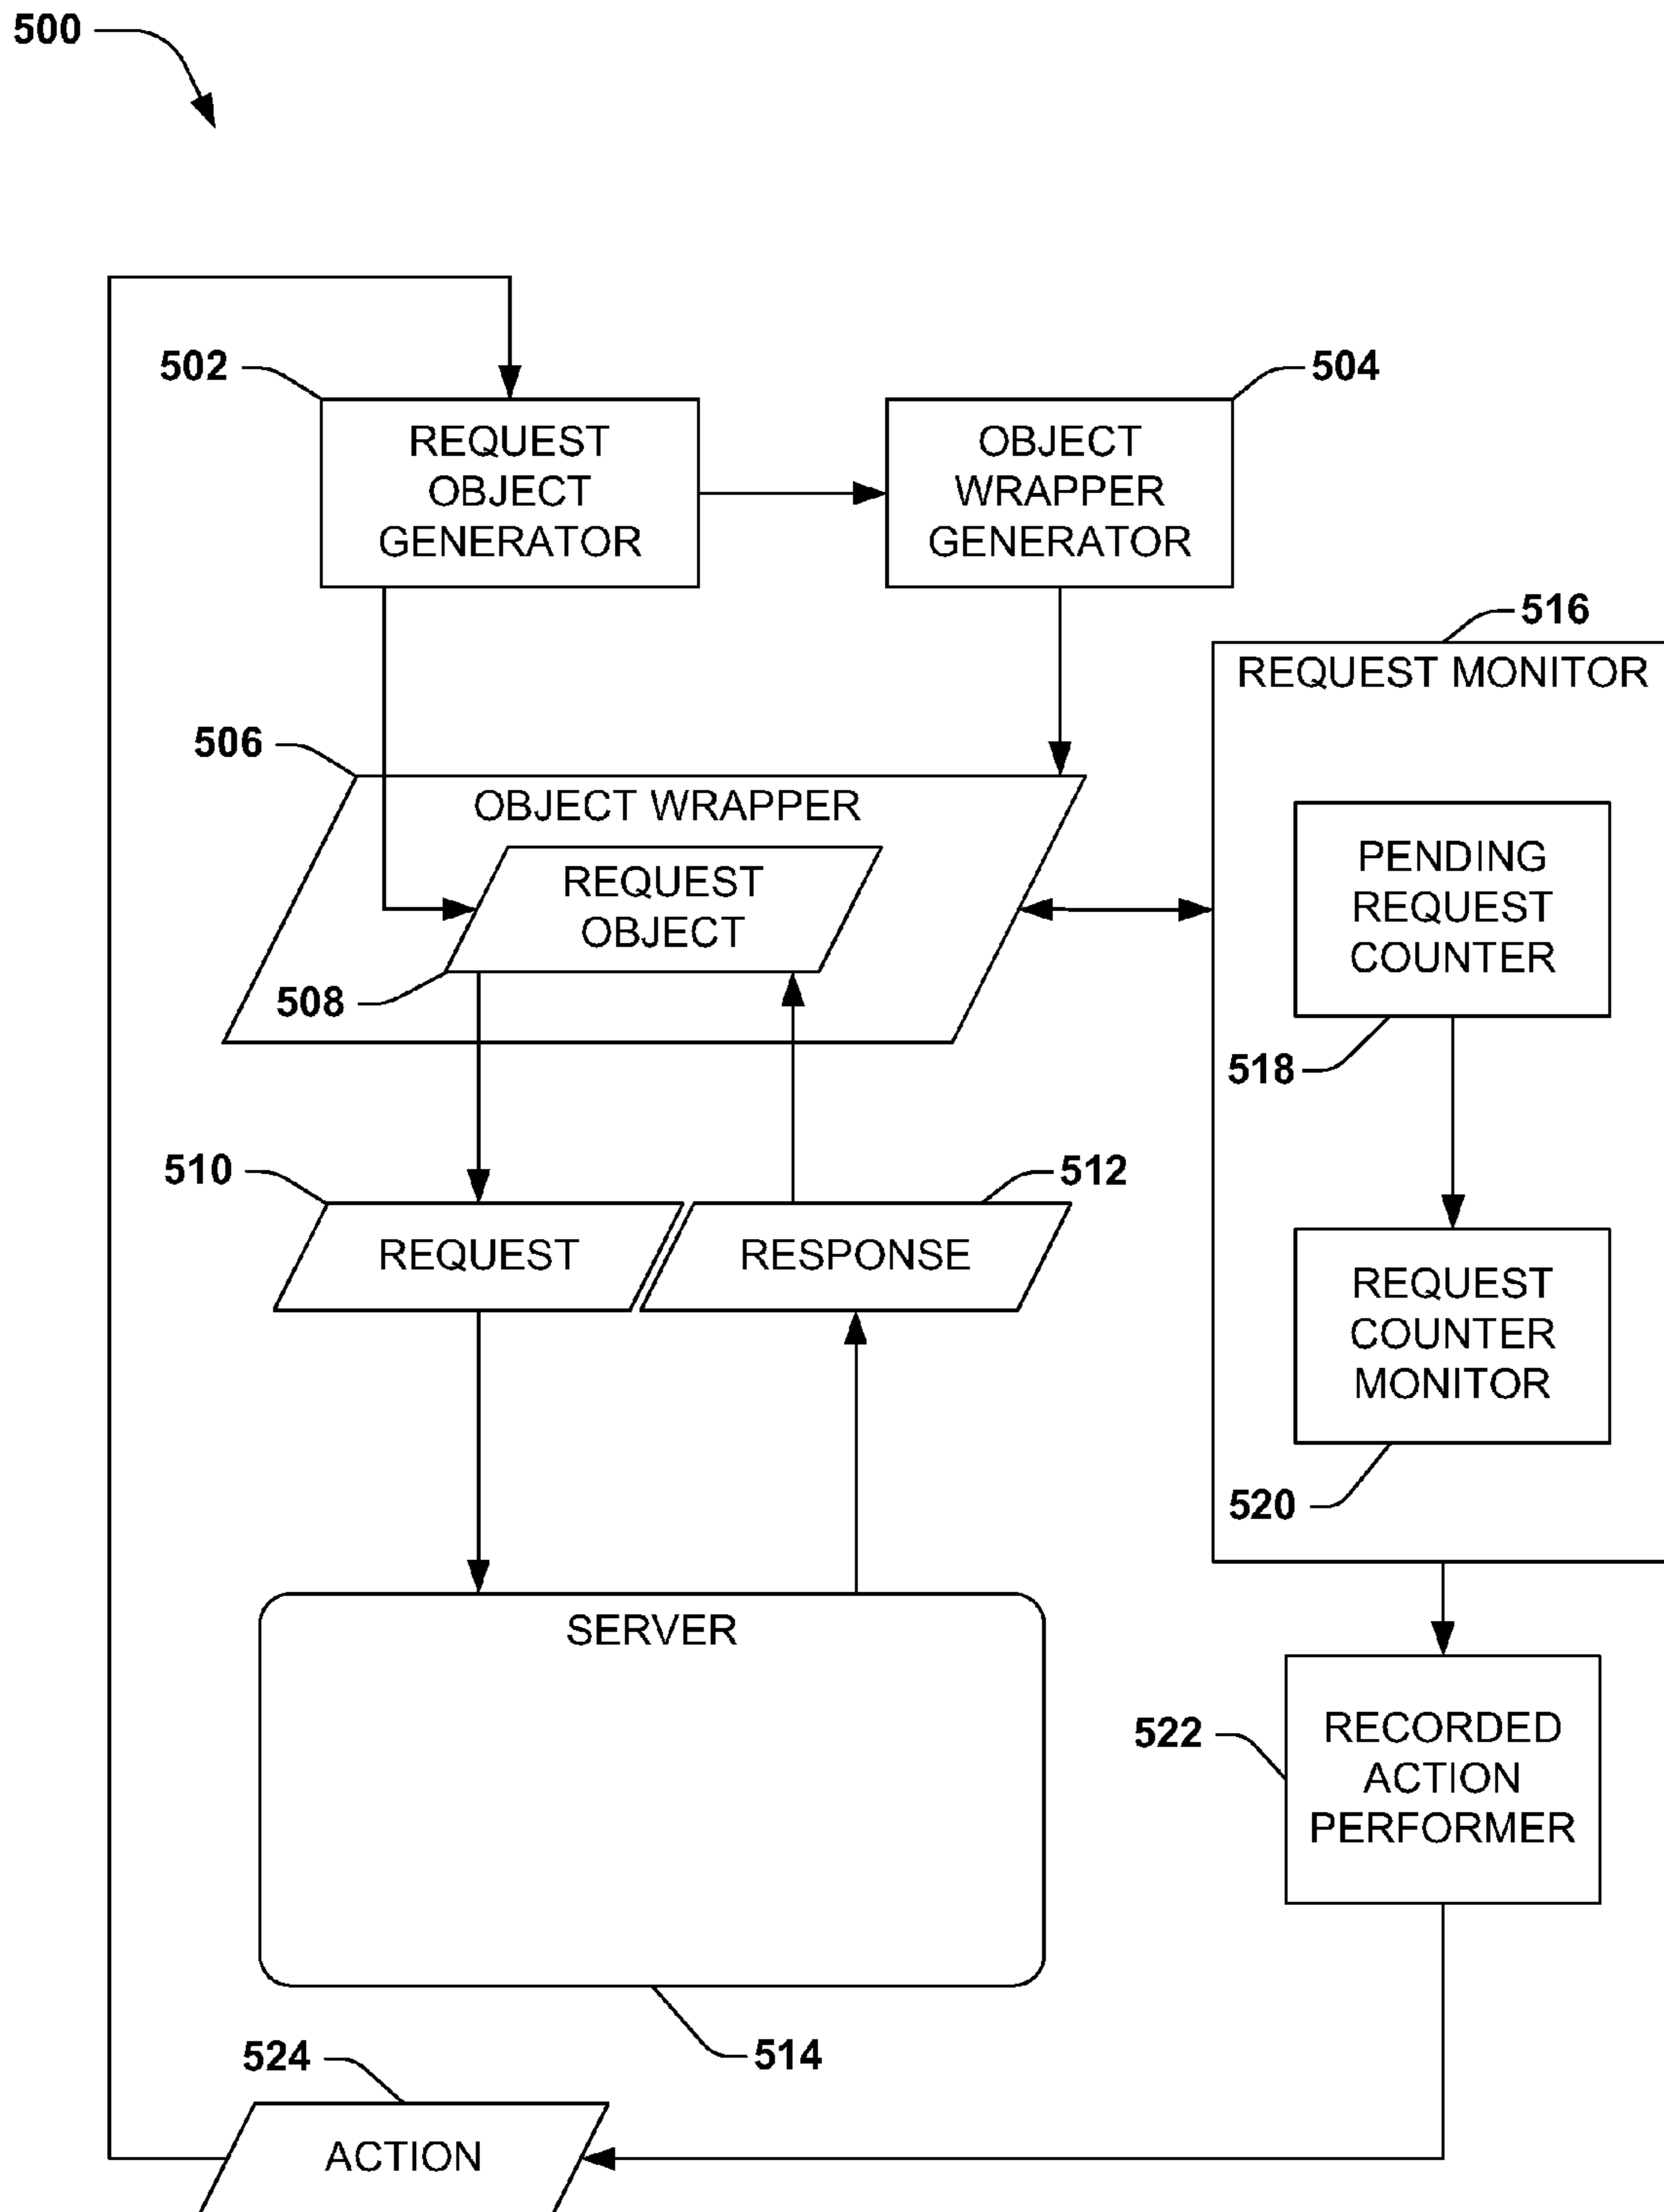 500
502
504
REQUEST
OBJECT
GENERATOR
OBJECT
WRAPPER
GENERATOR
516
REQUEST MONITOR
506
OBJECT WRAPPER
REQUEST
OBJECT
508
PENDING
REQUEST
COUNTER
518
510
512
REQUEST
RESPONSE
REQUEST
COUNTER
MONITOR
520
SERVER
522
RECORDED
ACTION
PERFORMER
514
524
ACTION